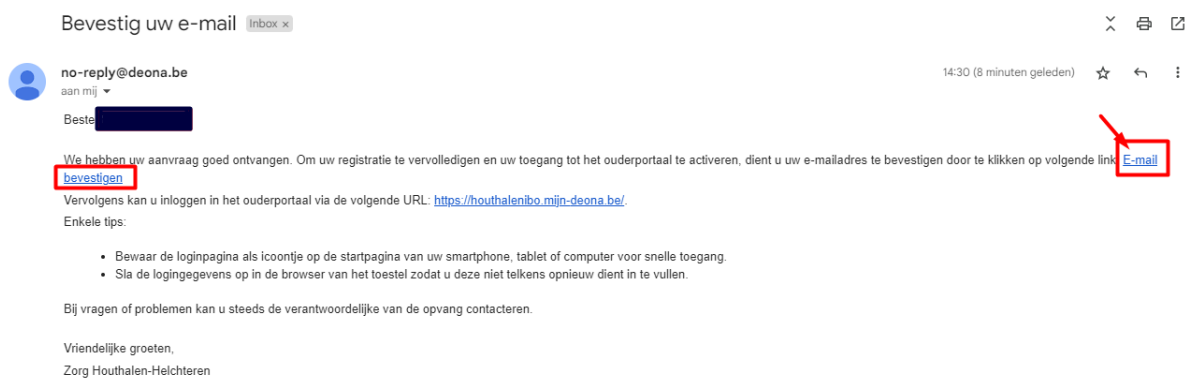 Bevestig uw e-mail Inbox ×
no-reply@deona.be 14:30 (8 minuten geleden)
aan mij
Beste
We hebben uw aanvraag goed ontvangen. Om uw registratie te vervolledigen en uw toegang tot het ouderportaal te activeren, dient u uw e-mailadres te bevestigen door te klikken op volgende link E-mail
bevestigen
Vervolgens kan u inloggen in het ouderportaal via de volgende URL: https://houthalenibo.mijn-deona.be/.
Enkele tips:
• Bewaar de loginpagina als icoontje op de startpagina van uw smartphone, tablet of computer voor snelle toegang.
• Sla de logingegevens op in de browser van het toestel zodat u deze niet telkens opnieuw dient in te vullen.
Bij vragen of problemen kan u steeds de verantwoordelijke van de opvang contacteren.
Vriendelijke groeten,
Zorg Houthalen-Helchteren